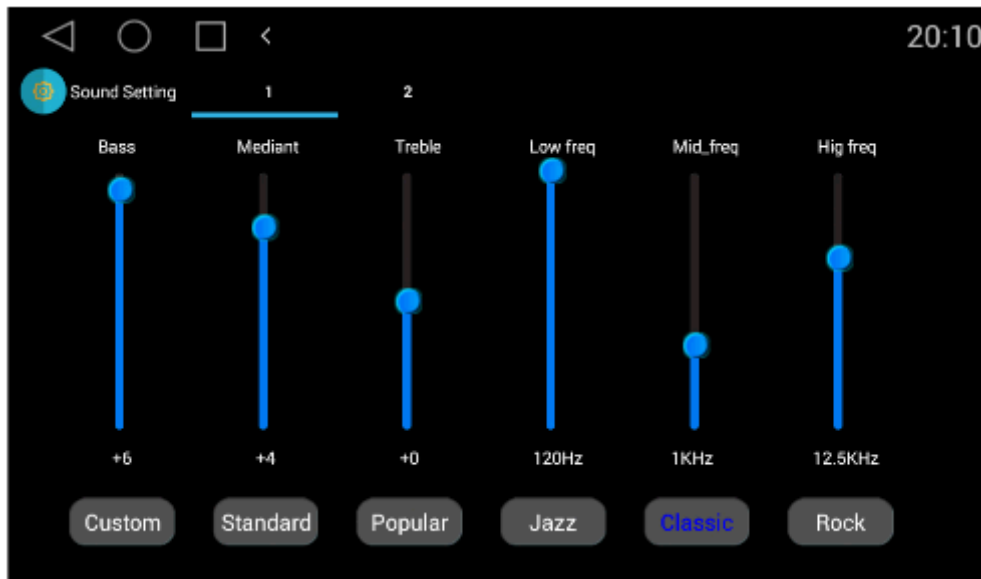 20:10
Sound Setting 1 2
Bass Mediant Treble Low freq Mid_freq Hig freq
+6 +4 +0 120Hz 1KHz 12.5KHz
Custom Standard Popular Jazz Classic Rock